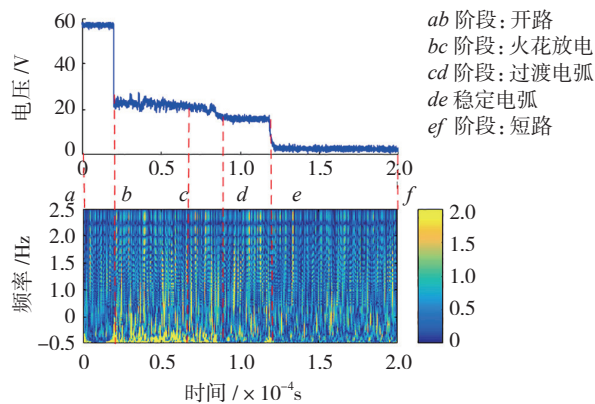 60
40
20
0
电压/V
0 0.5 1.0 1.5 2.0
ab 阶段:开路
bc 阶段:火花放电
cd 阶段:过渡电弧
de 稳定电弧
ef 阶段:短路
a b c d e f
2.5
2.0
1.5
1.0
0
-0.5
频率/Hz
0 0.5 1.0 1.5 2.0
时间/×10⁻⁴s
2.0
1.5
1.0
0.5
0